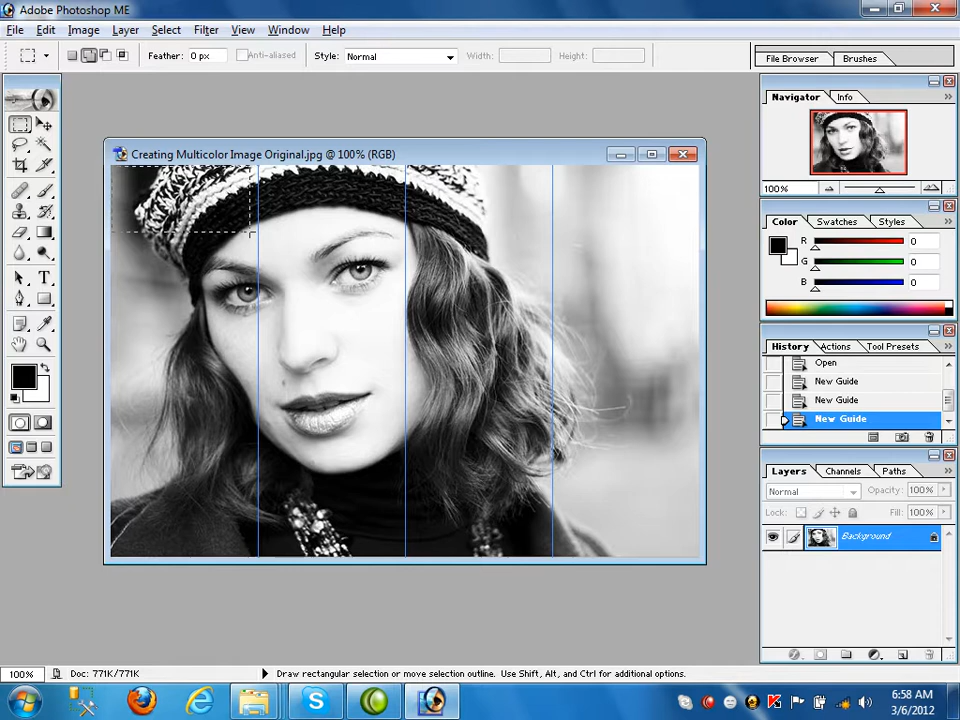 Adobe Photoshop ME
File Edit Image Layer Select Filter View Window Help
Feather: 0 px Anti-aliased Style: Normal Width: Height: File Browser Brushes
Creating Multicolor Image Original.jpg @ 100% (RGB)
Navigator Info
100%
Color Swatches Styles
R 0
G 0
B 0
History Actions Tool Presets
Open
New Guide
New Guide
New Guide
Layers Channels Paths
Normal Opacity: 100%
Lock: Fill: 100%
Background
T
100% Doc: 771K/771K Draw rectangular selection or move selection outline. Use Shift, Alt, and Ctrl for additional options.
6:58 AM
3/6/2012